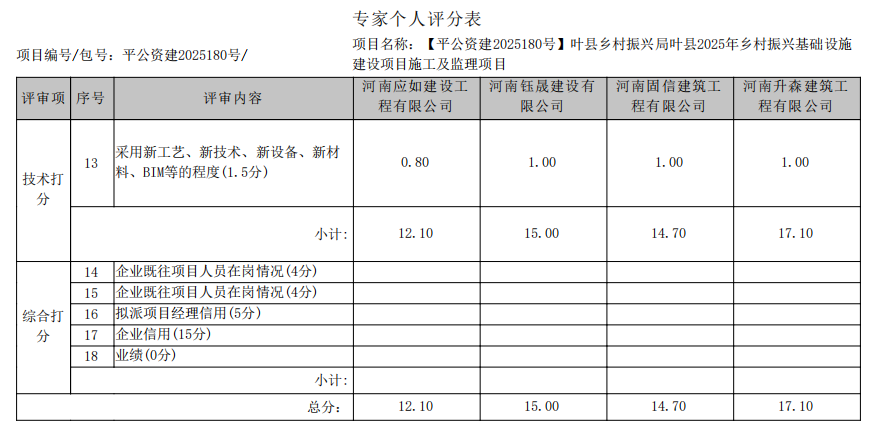 专家个人评分表
项目编号/包号: 平公资建2025180号/
项目名称: 【平公资建2025180号】叶县乡村振兴局叶县2025年乡村振兴基础设施
建设项目施工及监理项目
评审项 序号 评审内容 河南应如建设工 河南钰晟建设有 河南固信建筑工 河南升森建筑工
程有限公司 限公司 程有限公司 程有限公司
技术打
分
13
采用新工艺、新技术、新设备、新材
料、BIM等的程度(1.5分)
0.80 1.00 1.00 1.00
小计: 12.10 15.00 14.70 17.10
综合打
分
14 企业既往项目人员在岗情况(4分)
15 企业既往项目人员在岗情况(4分)
16 拟派项目经理信用(5分)
17 企业信用(15分)
18 业绩(0分)
小计:
总分: 12.10 15.00 14.70 17.10